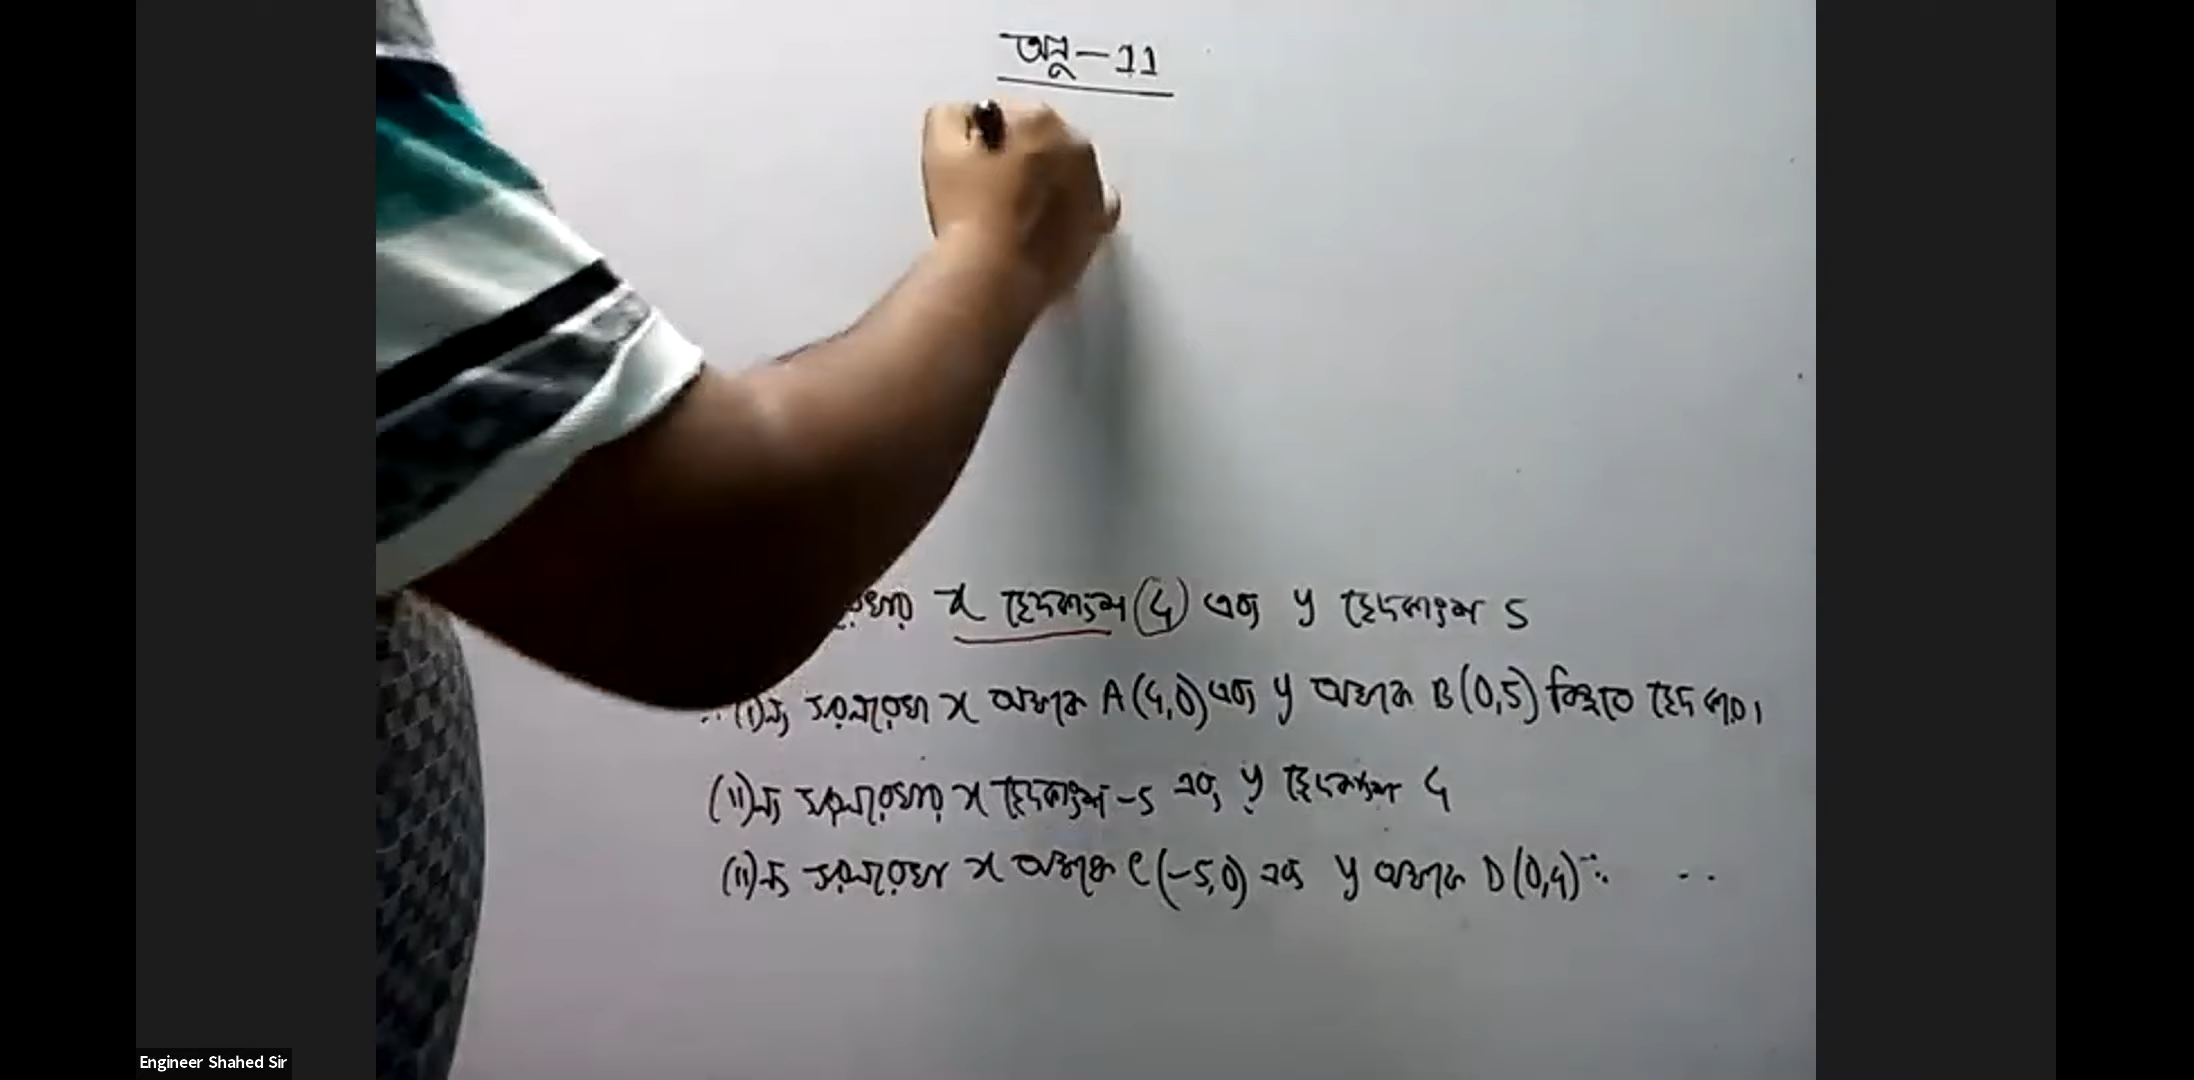 অনু - 11
রেখার x ছেদকাংশ (4) এবং y ছেদকাংশ 5
∴ (i)নং সরলরেখা x অক্ষকে A(4,0) এবং y অক্ষকে B(0,5) বিন্দুতে ছেদ করে।
(ii)নং সরলরেখার x ছেদকাংশ -5 এবং y ছেদকাংশ 4
(ii)নং সরলরেখা x অক্ষকে C(-5,0) এবং y অক্ষকে D(0,4)
Engineer Shahed Sir